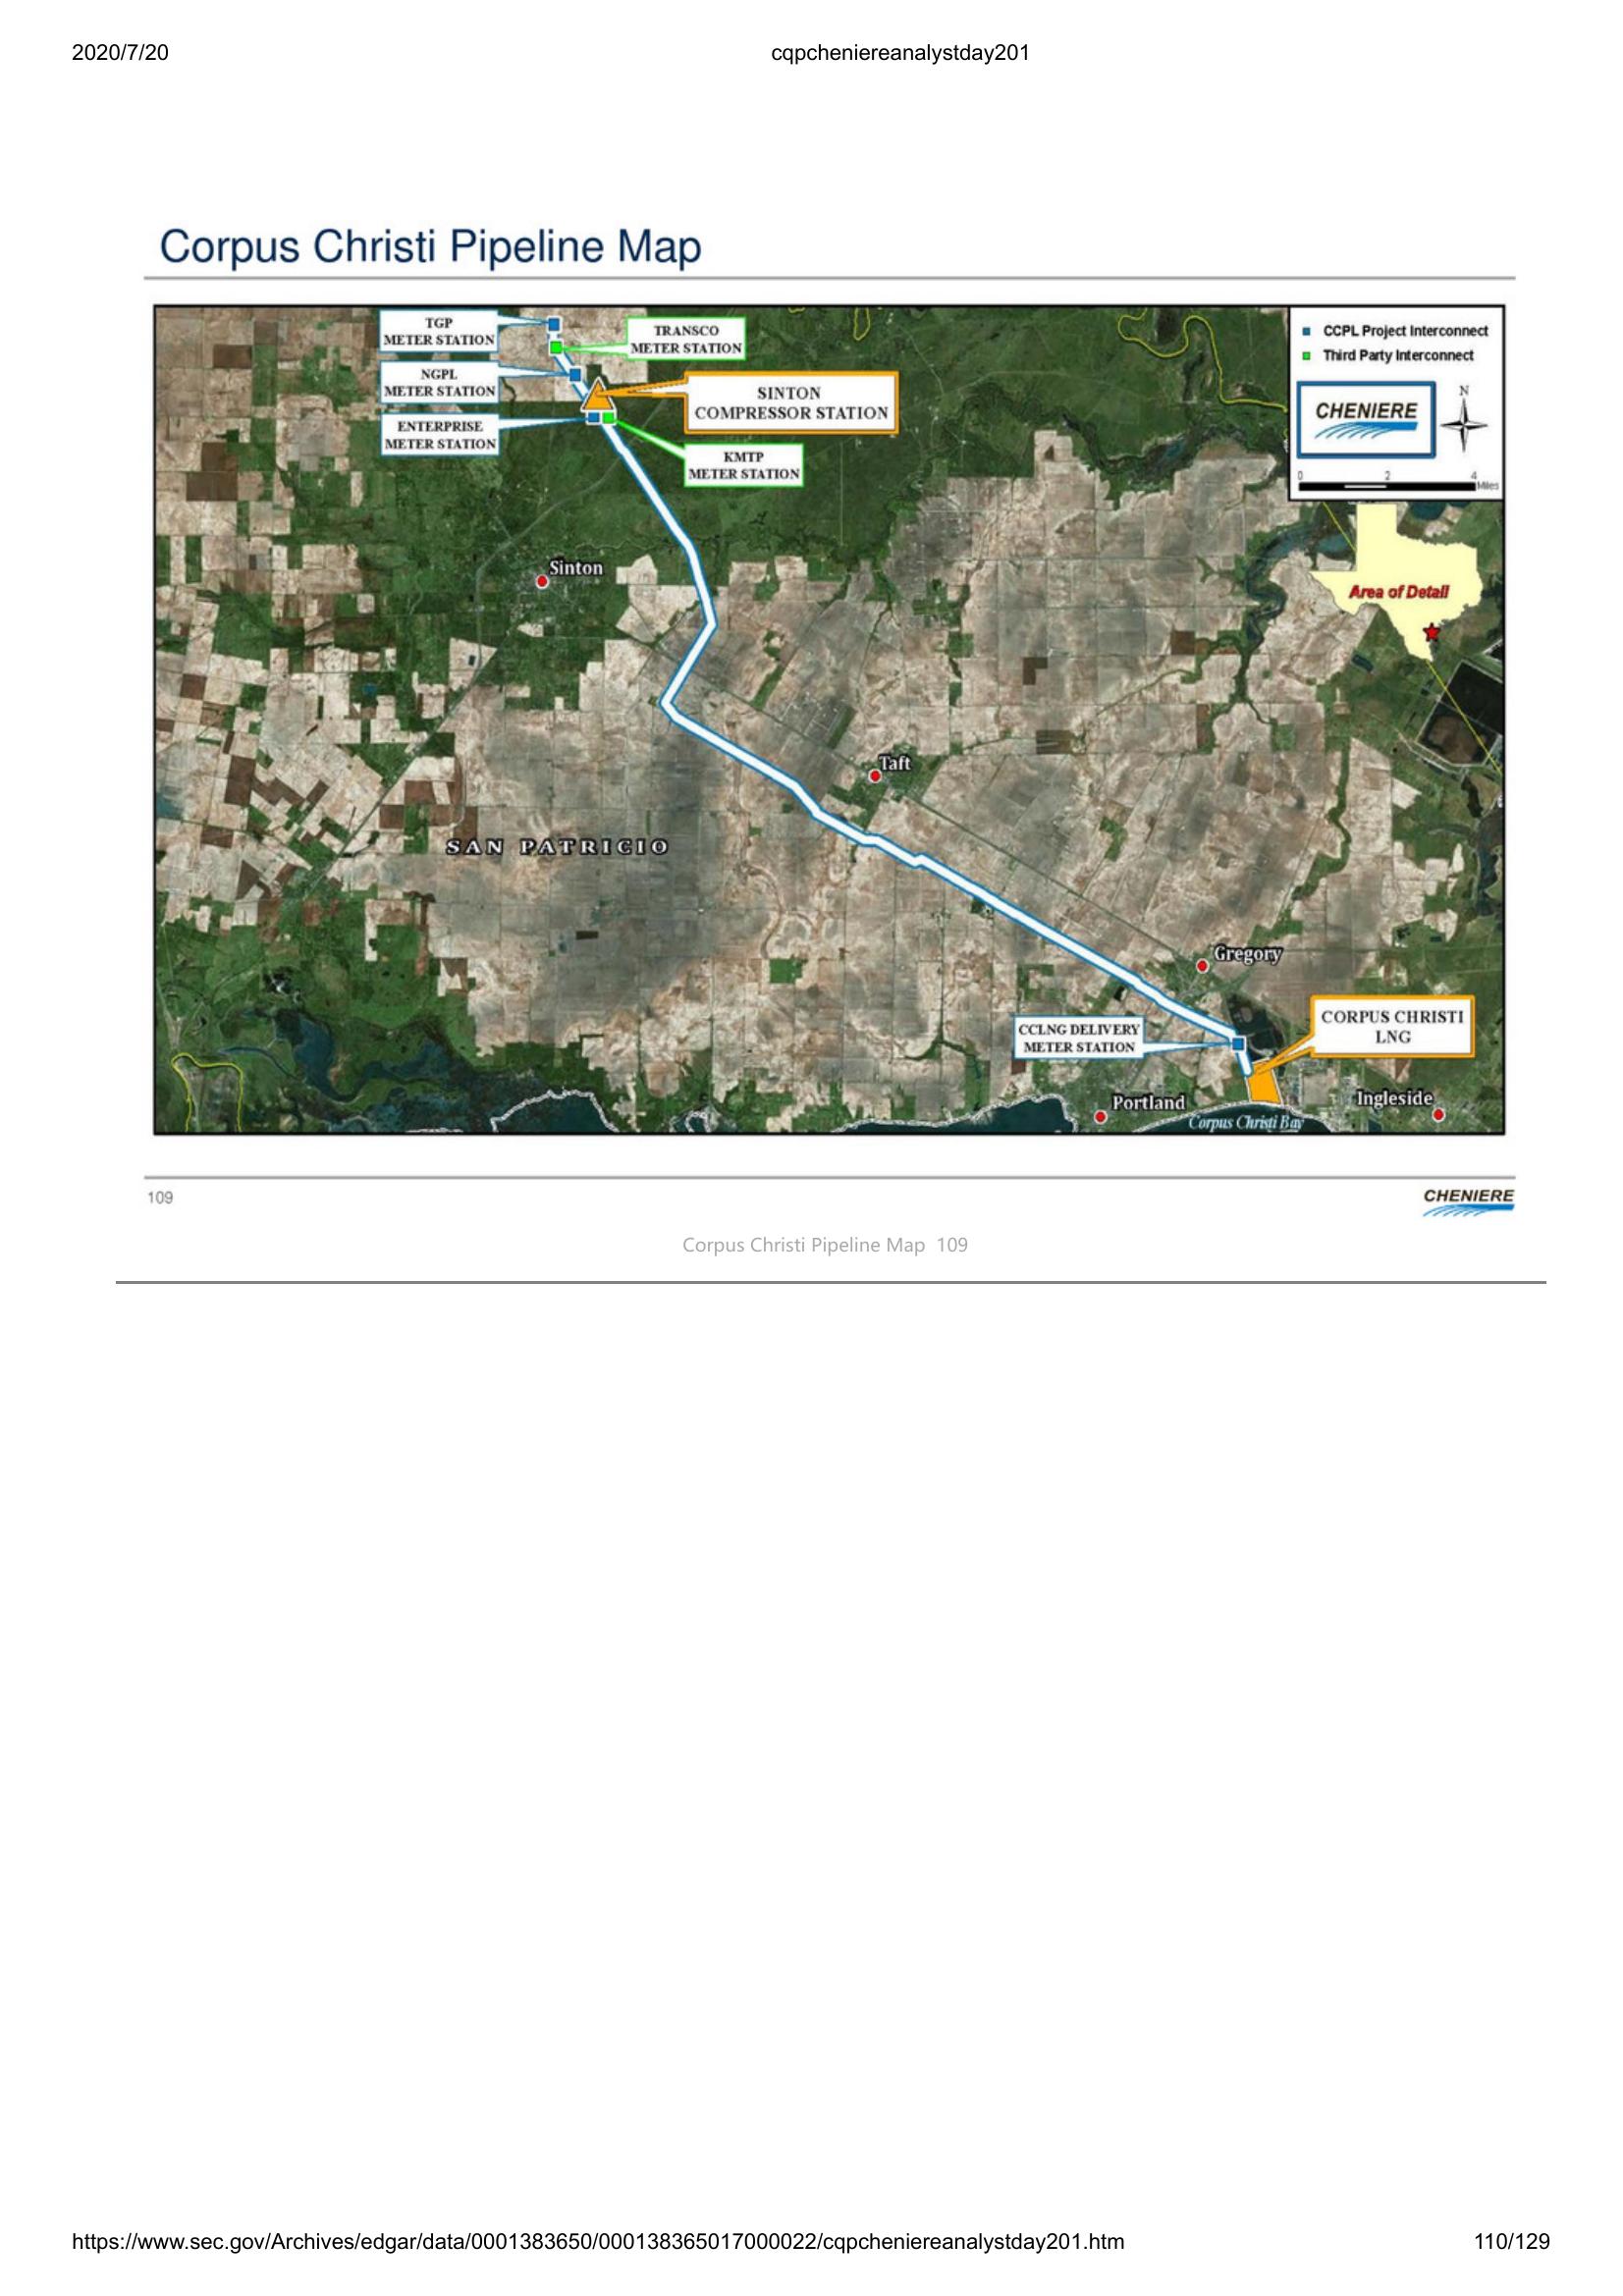 2020/7/20
cqpcheniereanalystday201
Corpus Christi Pipeline Map
TGP
METER STATION
TRANSCO
METER STATION
NGPL
METER STATION
SINTON
COMPRESSOR STATION
ENTERPRISE
METER STATION
KMTP
METER STATION
CCPL Project Interconnect
Third Party Interconnect
CHENIERE
N
0 2 4
Miles
Area of Detail
Sinton
Taft
SAN PATRICIO
Gregory
CCLNG DELIVERY
METER STATION
CORPUS CHRISTI
LNG
Portland
Ingleside
Corpus Christi Bay
109
CHENIERE
Corpus Christi Pipeline Map 109
https://www.sec.gov/Archives/edgar/data/0001383650/000138365017000022/cqpcheniereanalystday201.htm
110/129